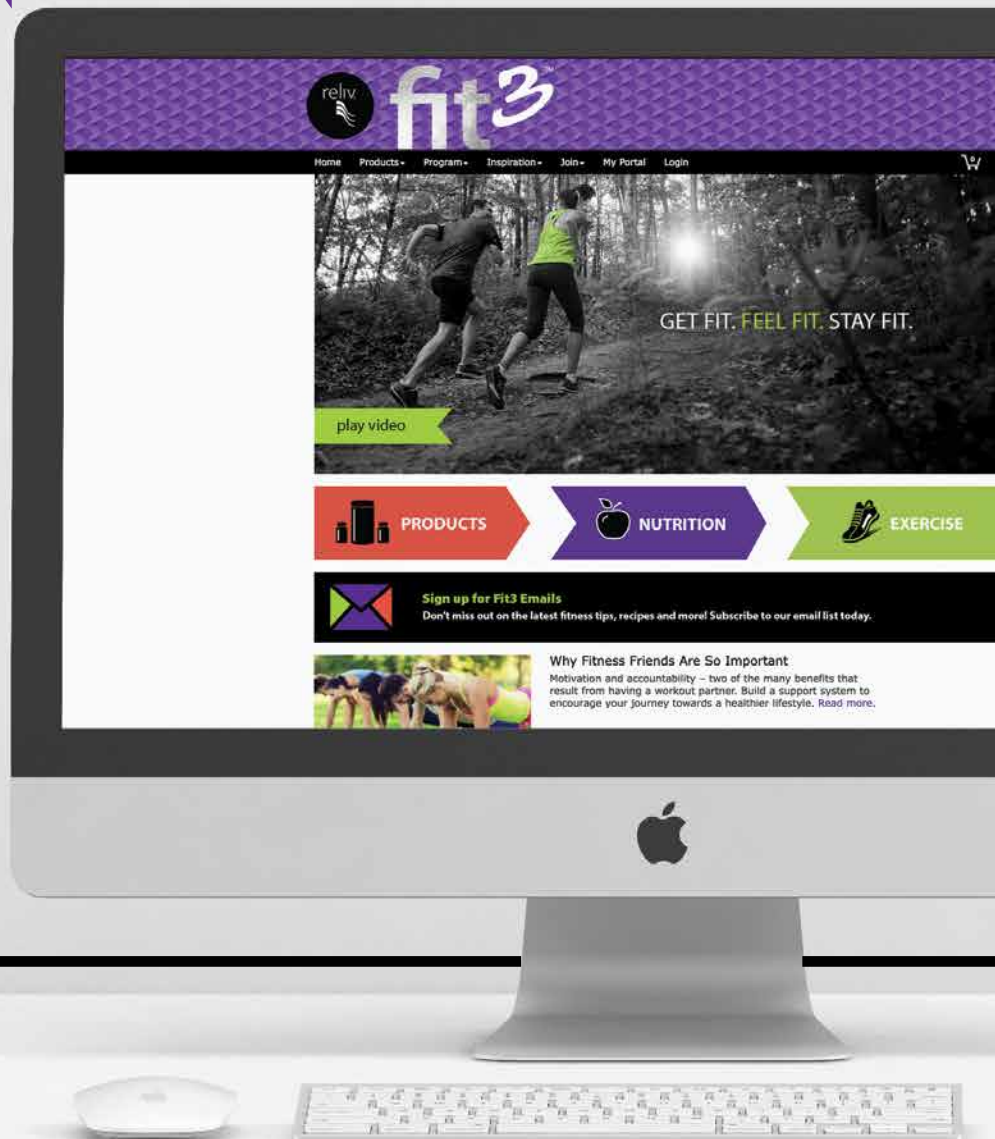 reliv
fit3™
Home Products Program Inspiration Join My Portal Login
0
GET FIT. FEEL FIT. STAY FIT.
play video
PRODUCTS NUTRITION EXERCISE
Sign up for Fit3 Emails
Don't miss out on the latest fitness tips, recipes and more! Subscribe to our email list today.
Why Fitness Friends Are So Important
Motivation and accountability – two of the many benefits that
result from having a workout partner. Build a support system to
encourage your journey towards a healthier lifestyle. Read more.